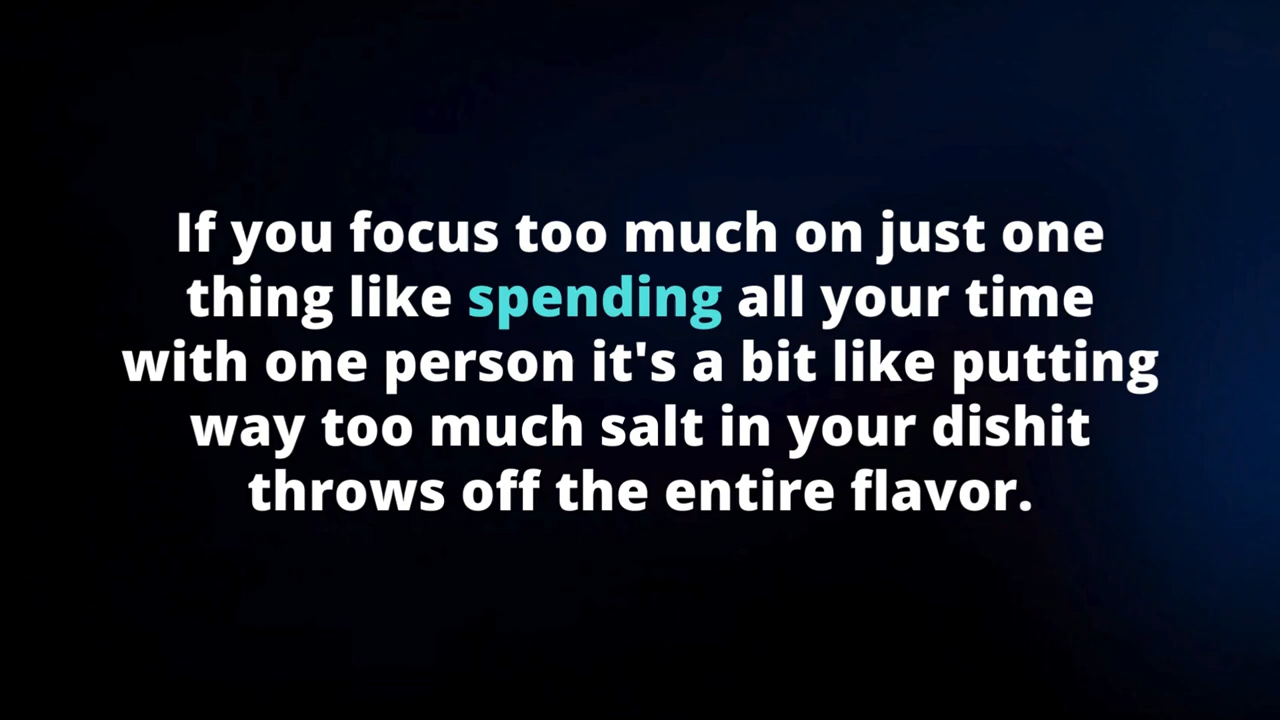 If you focus too much on just one
thing like spending all your time
with one person it's a bit like putting
way too much salt in your dishit
throws off the entire flavor.